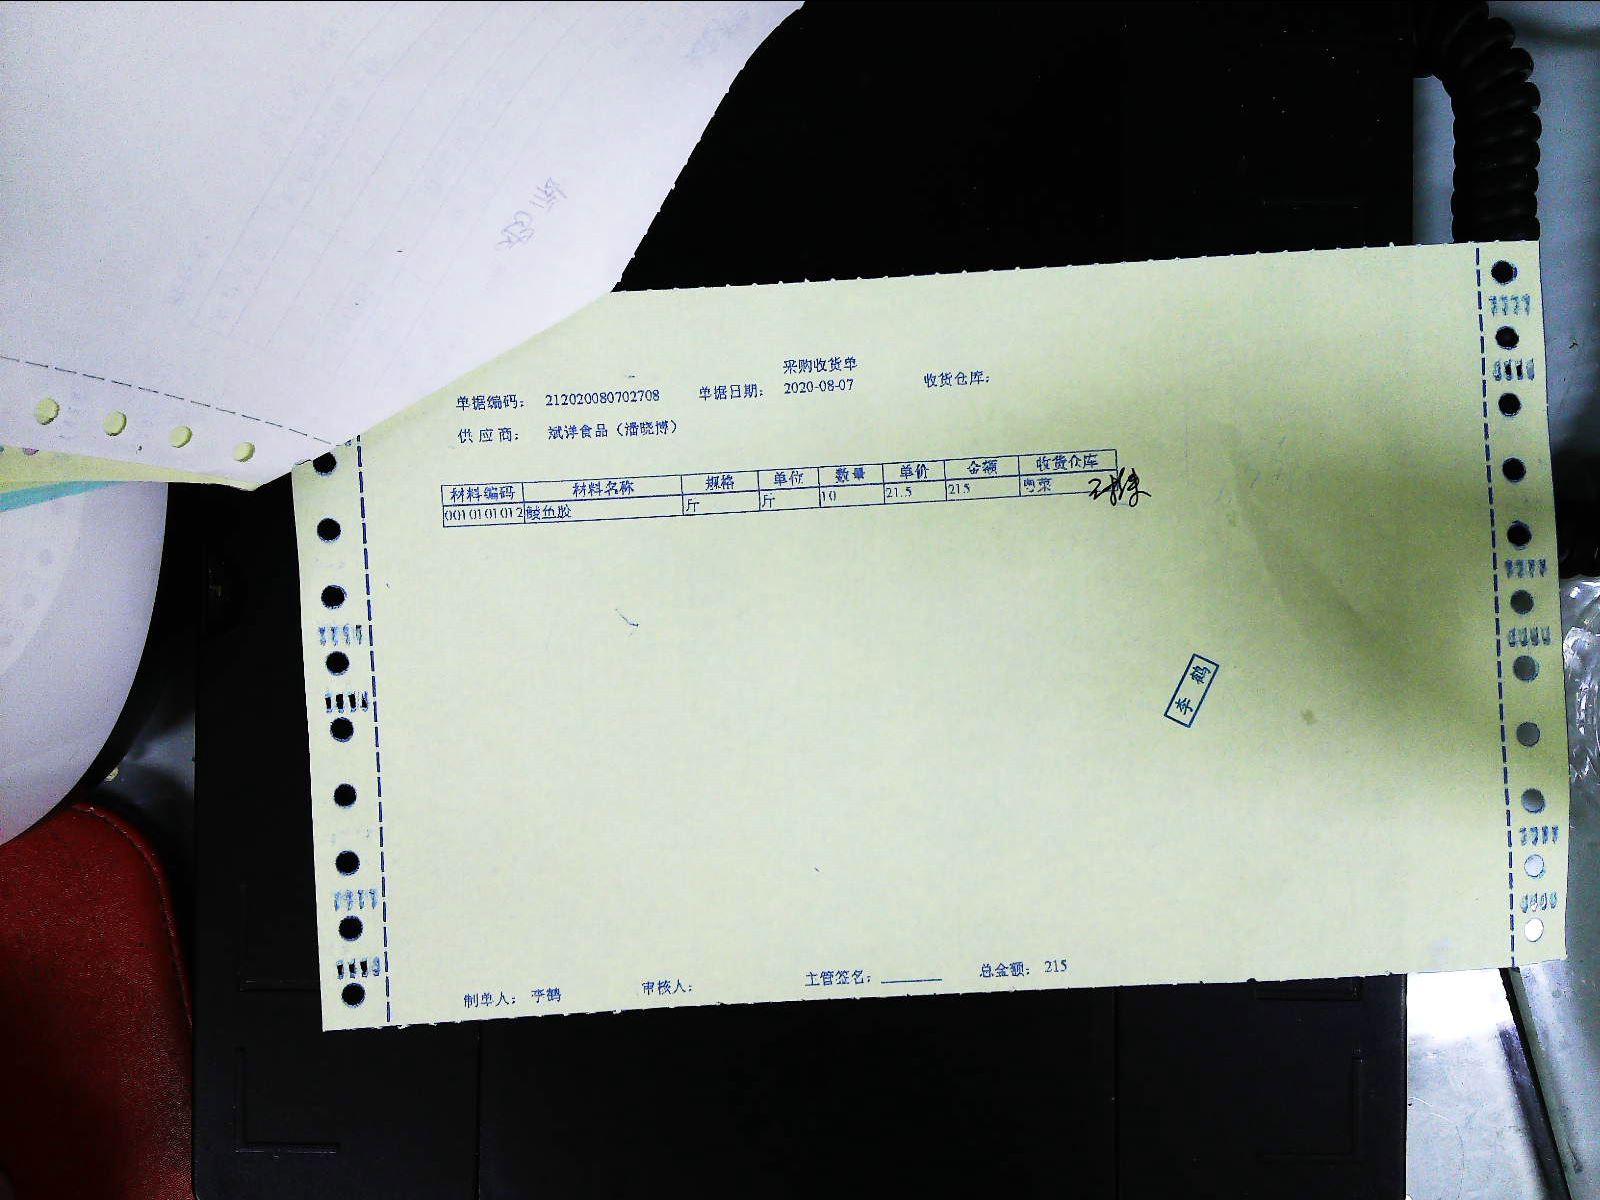 采购收货单
单据编码: 212020080702708 单据日期: 2020-08-07 收货仓库:
供应商: 斌洋食品（潘晓博）
材料编码 材料名称 规格 单位 数量 单价 金额 收货仓库
0010101012 鮻鱼胶 斤 斤 10 21.5 215 粤菜
李鹤
制单人: 李鹤 审核人: 主管签名: 总金额: 215